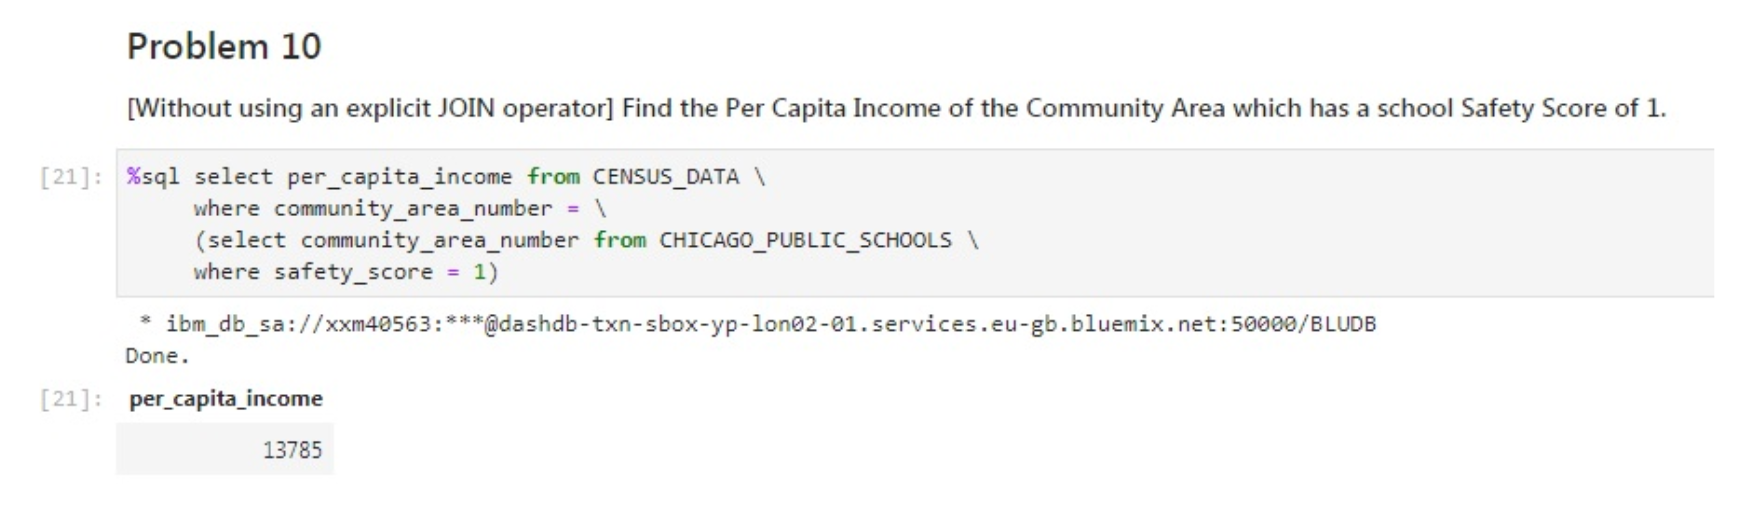 Problem 10
[Without using an explicit JOIN operator] Find the Per Capita Income of the Community Area which has a school Safety Score of 1.
[21]: %sql select per_capita_income from CENSUS_DATA \
where community_area_number = \
(select community_area_number from CHICAGO_PUBLIC_SCHOOLS \
where safety_score = 1)
* ibm_db_sa://xxm40563:***@dashdb-txn-sbox-yp-lon02-01.services.eu-gb.bluemix.net:50000/BLUDB
Done.
[21]: per_capita_income
13785